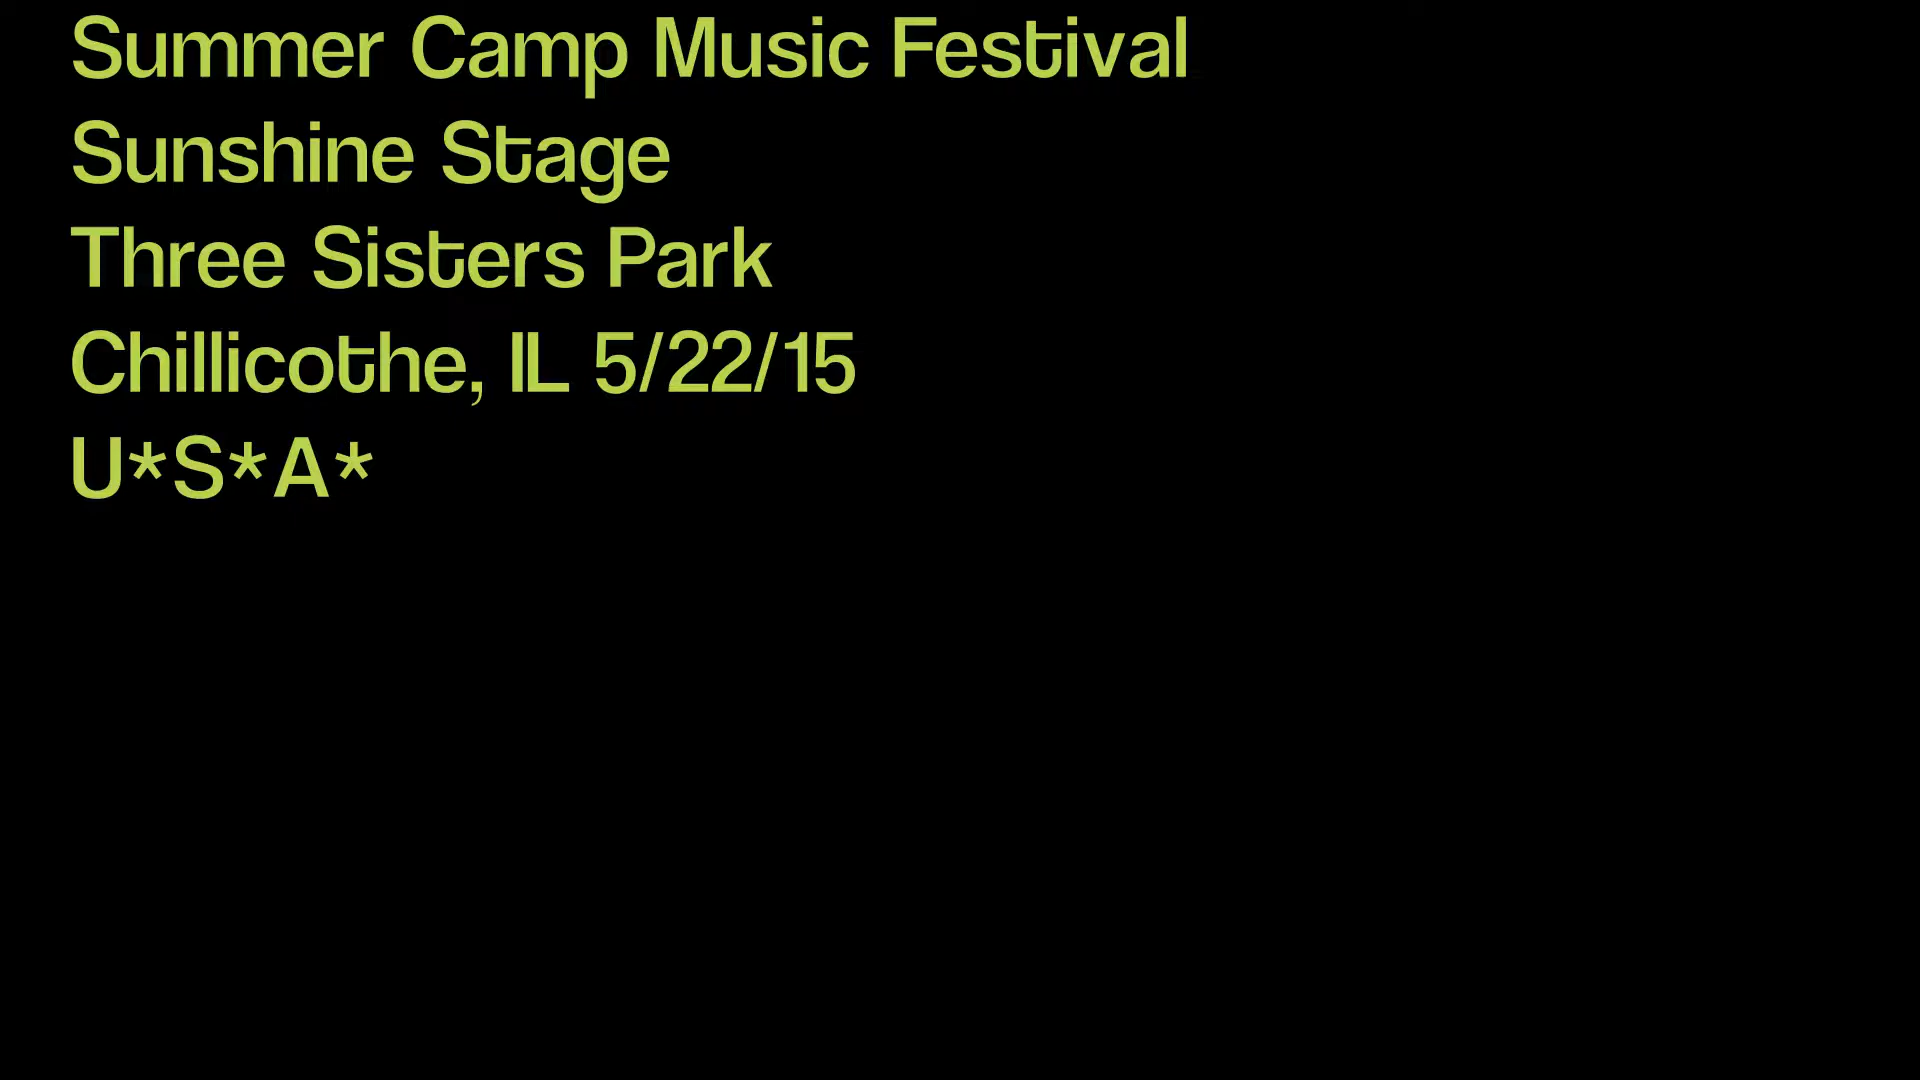 Summer Camp Music Festival
Sunshine Stage
Three Sisters Park
Chillicothe, IL 5/22/15
U*S*A*